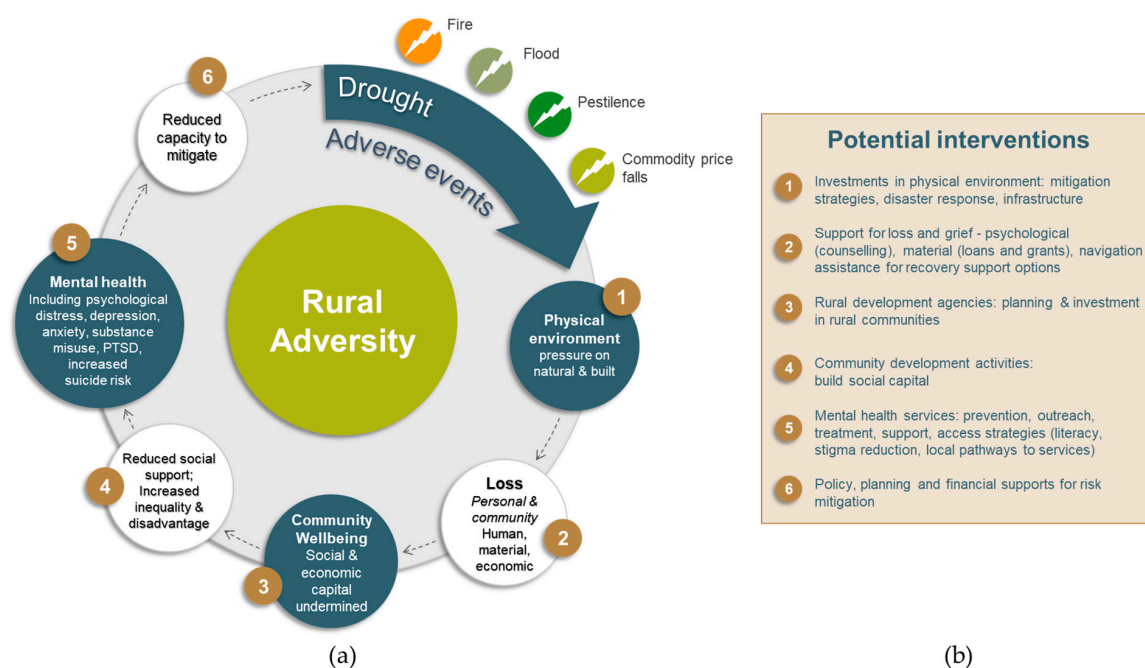 Fire
Flood
Pestilence
Commodity price
falls
Drought
Adverse events
Rural
Adversity
1
Physical
environment
pressure on
natural & built
Loss
Personal &
community
Human,
material,
economic
2
Community
Wellbeing
Social &
economic
capital
undermined
3
Reduced social
support;
Increased
inequality &
disadvantage
4
5
Mental health
Including psychological
distress, depression,
anxiety, substance
misuse, PTSD,
increased
suicide risk
6
Reduced
capacity to
mitigate
(a)
Potential interventions
1 Investments in physical environment: mitigation
strategies, disaster response, infrastructure
2 Support for loss and grief - psychological
(counselling), material (loans and grants), navigation
assistance for recovery support options
3 Rural development agencies: planning & investment
in rural communities
4 Community development activities:
build social capital
5 Mental health services: prevention, outreach,
treatment, support, access strategies (literacy,
stigma reduction, local pathways to services)
6 Policy, planning and financial supports for risk
mitigation
(b)